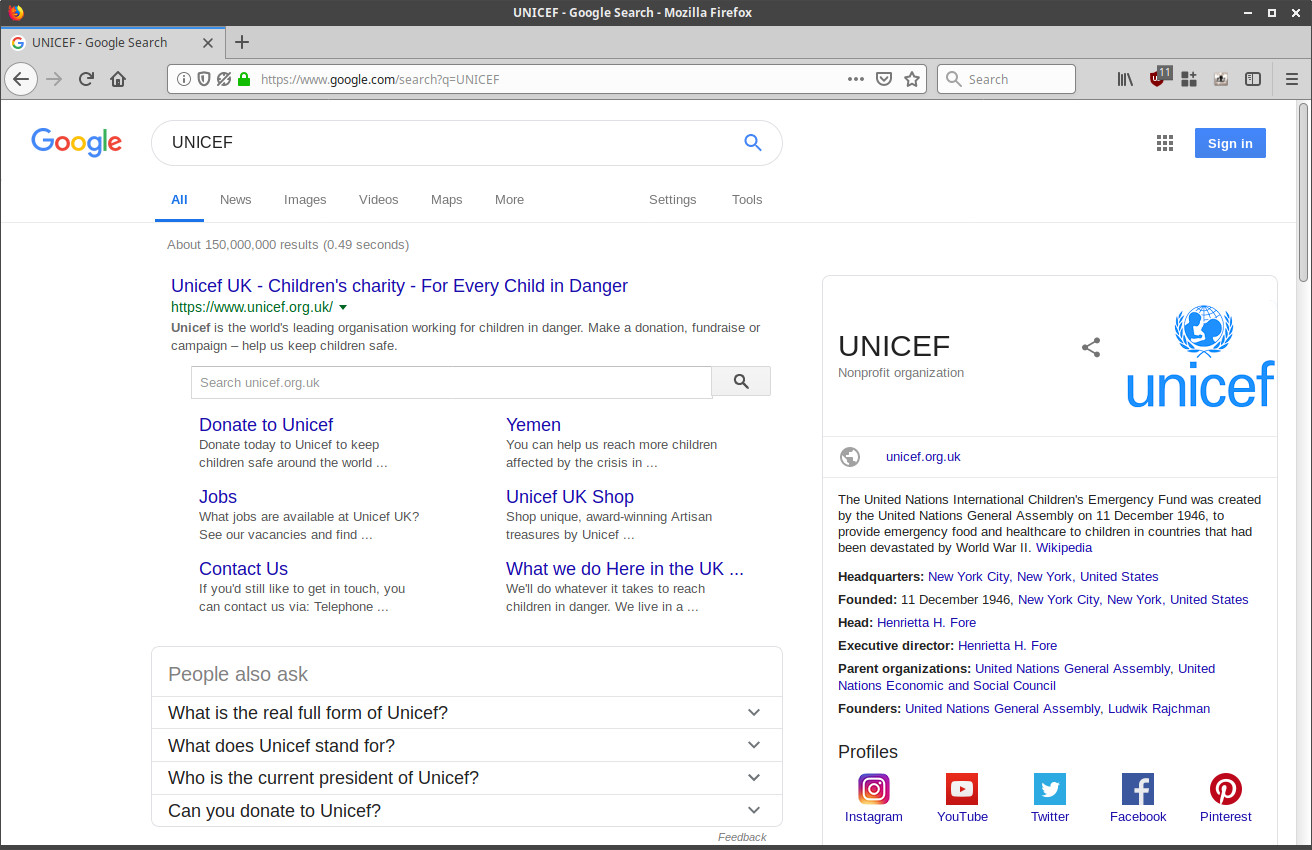 UNICEF - Google Search - Mozilla Firefox
UNICEF - Google Search
https://www.google.com/search?q=UNICEF
Search
11
Google
UNICEF
Sign in
All News Images Videos Maps More Settings Tools
About 150,000,000 results (0.49 seconds)
Unicef UK - Children's charity - For Every Child in Danger
https://www.unicef.org.uk/
Unicef is the world's leading organisation working for children in danger. Make a donation, fundraise or
campaign – help us keep children safe.
Search unicef.org.uk
Donate to Unicef
Donate today to Unicef to keep
children safe around the world ...
Yemen
You can help us reach more children
affected by the crisis in ...
Jobs
What jobs are available at Unicef UK?
See our vacancies and find ...
Unicef UK Shop
Shop unique, award-winning Artisan
treasures by Unicef ...
Contact Us
If you'd still like to get in touch, you
can contact us via: Telephone ...
What we do Here in the UK ...
We'll do whatever it takes to reach
children in danger. We live in a ...
People also ask
What is the real full form of Unicef?
What does Unicef stand for?
Who is the current president of Unicef?
Can you donate to Unicef?
Feedback
UNICEF
Nonprofit organization
unicef
unicef.org.uk
The United Nations International Children's Emergency Fund was created
by the United Nations General Assembly on 11 December 1946, to
provide emergency food and healthcare to children in countries that had
been devastated by World War II. Wikipedia
Headquarters: New York City, New York, United States
Founded: 11 December 1946, New York City, New York, United States
Head: Henrietta H. Fore
Executive director: Henrietta H. Fore
Parent organizations: United Nations General Assembly, United
Nations Economic and Social Council
Founders: United Nations General Assembly, Ludwik Rajchman
Profiles
Instagram YouTube Twitter Facebook Pinterest